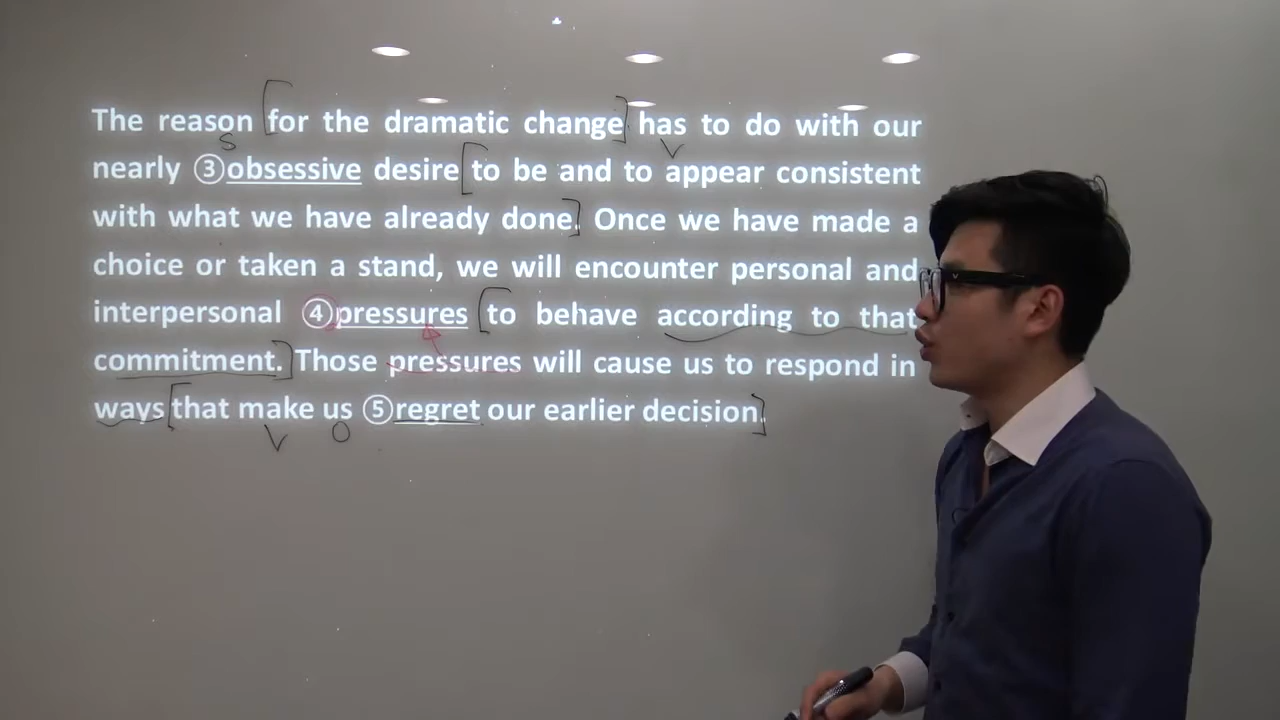 The reason for the dramatic change has to do with our
nearly ③obsessive desire to be and to appear consistent
with what we have already done. Once we have made a
choice or taken a stand, we will encounter personal and
interpersonal ④pressures to behave according to that
commitment. Those pressures will cause us to respond in
ways that make us ⑤regret our earlier decision.
S
V
V
O